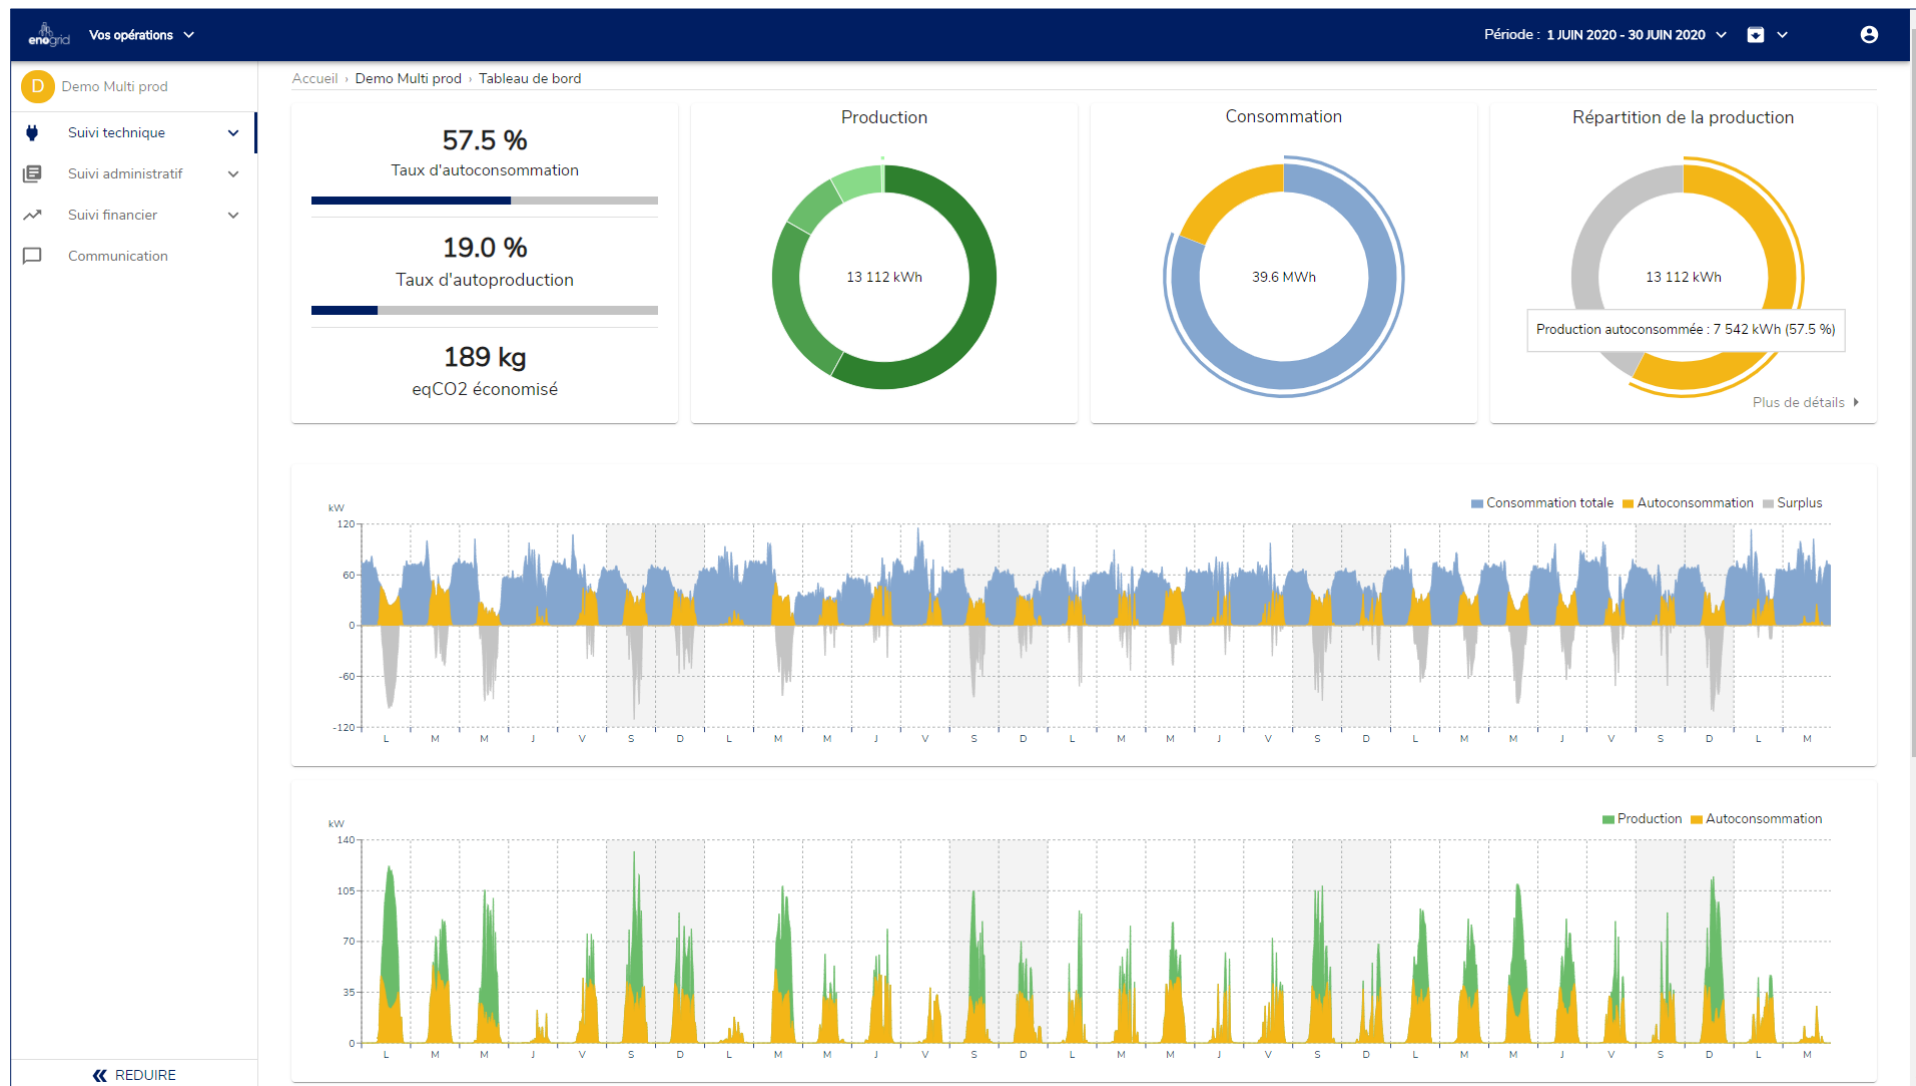 enogrid
Vos opérations
Période : 1 JUIN 2020 - 30 JUIN 2020
D
Demo Multi prod
Suivi technique
Suivi administratif
Suivi financier
Communication
REDUIRE
Accueil › Demo Multi prod › Tableau de bord
57.5 %
Taux d'autoconsommation
19.0 %
Taux d'autoproduction
189 kg
eqCO2 économisé
Production
13 112 kWh
Consommation
39.6 MWh
Répartition de la production
13 112 kWh
Production autoconsommée : 7 542 kWh (57.5 %)
Plus de détails
Consommation totale Autoconsommation Surplus
kW
120
60
0
-60
-120
L M M J V S D L M M J V S D L M M J V S D L M M J V S D L M
Production Autoconsommation
kW
140
105
70
35
0
L M M J V S D L M M J V S D L M M J V S D L M M J V S D L M